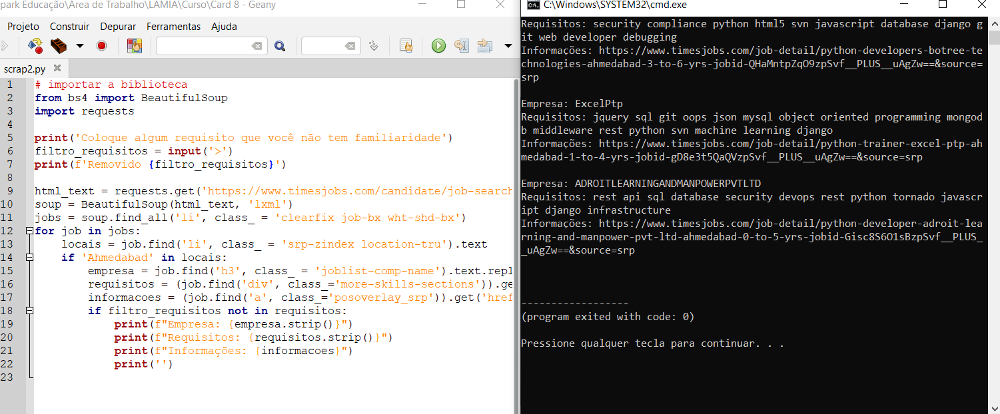 park Educação\Área de Trabalho\LAMIA\Curso\Card 8 - Geany
Projeto Construir Depurar Ferramentas Ajuda
scrap2.py
1 # importar a biblioteca
2 from bs4 import BeautifulSoup
3 import requests
4
5 print('Coloque algum requisito que você não tem familiaridade')
6 filtro_requisitos = input('>')
7 print(f'Removido {filtro_requisitos}')
8
9 html_text = requests.get('https://www.timesjobs.com/candidate/job-search
10 soup = BeautifulSoup(html_text, 'lxml')
11 jobs = soup.find_all('li', class_ = 'clearfix job-bx wht-shd-bx')
12 for job in jobs:
13 locais = job.find('li', class_ = 'srp-zindex location-tru').text
14 if 'Ahmedabad' in locais:
15 empresa = job.find('h3', class_ = 'joblist-comp-name').text.repl
16 requisitos = (job.find('div', class_='more-skills-sections')).ge
17 informacoes = (job.find('a', class_='posoverlay_srp')).get('href
18 if filtro_requisitos not in requisitos:
19 print(f"Empresa: {empresa.strip()}")
20 print(f"Requisitos: {requisitos.strip()}")
21 print(f"Informações: {informacoes}")
22 print('')
23
C:\Windows\SYSTEM32\cmd.exe
Requisitos: security compliance python html5 svn javascript database django g
it web developer debugging
Informações: https://www.timesjobs.com/job-detail/python-developers-botree-te
chnologies-ahmedabad-3-to-6-yrs-jobid-QHaMntpZqO9zpSvf__PLUS__uAgZw==&source=
srp
Empresa: ExcelPtp
Requisitos: jquery sql git oops json mysql object oriented programming mongod
b middleware rest python svn machine learning django
Informações: https://www.timesjobs.com/job-detail/python-trainer-excel-ptp-ah
medabad-1-to-4-yrs-jobid-gD8e3t5QaQVzpSvf__PLUS__uAgZw==&source=srp
Empresa: ADROITLEARNINGANDMANPOWERPVTLTD
Requisitos: rest api sql database security devops rest python tornado javascr
ipt django infrastructure
Informações: https://www.timesjobs.com/job-detail/python-developer-adroit-lea
rning-and-manpower-pvt-ltd-ahmedabad-0-to-5-yrs-jobid-Gisc8S6O1sBzpSvf__PLUS_
_uAgZw==&source=srp
------------------
(program exited with code: 0)
Pressione qualquer tecla para continuar. . .